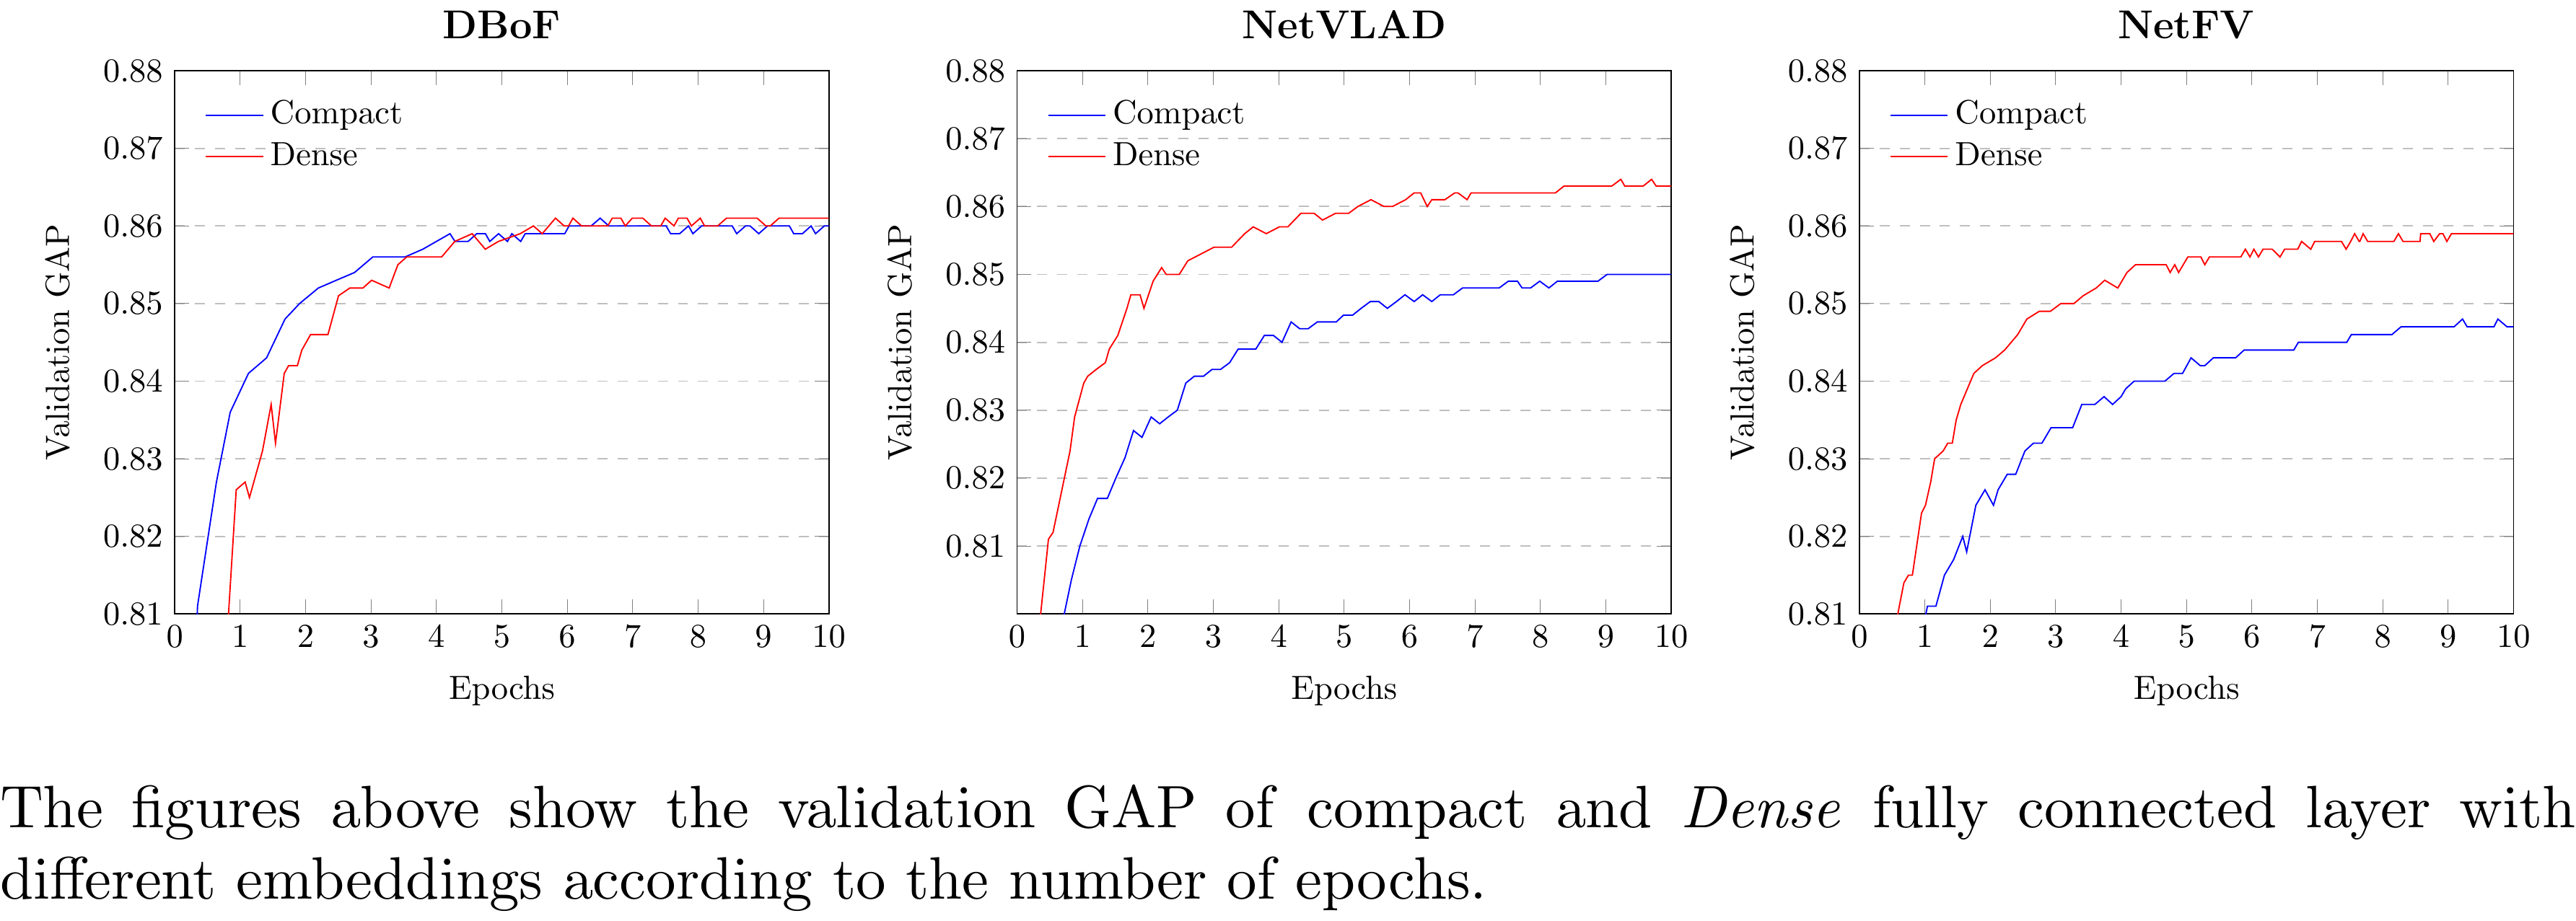 DBoF
NetVLAD
NetFV
0.88
0.87
0.86
0.85
0.84
0.83
0.82
0.81
Validation GAP
Compact
Dense
0 1 2 3 4 5 6 7 8 9 10
Epochs
0.88
0.87
0.86
0.85
0.84
0.83
0.82
0.81
Validation GAP
Compact
Dense
0 1 2 3 4 5 6 7 8 9 10
Epochs
0.88
0.87
0.86
0.85
0.84
0.83
0.82
0.81
Validation GAP
Compact
Dense
0 1 2 3 4 5 6 7 8 9 10
Epochs
The figures above show the validation GAP of compact and Dense fully connected layer with
different embeddings according to the number of epochs.